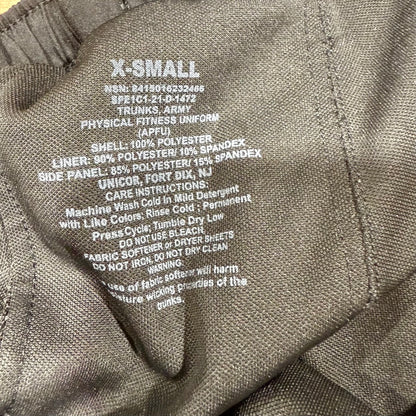 X-SMALL
NSN: 8415016232466
SPE1C1-21-D-1472
TRUNKS, ARMY
PHYSICAL FITNESS UNIFORM
(APFU)
SHELL: 100% POLYESTER
LINER: 90% POLYESTER/ 10% SPANDEX
SIDE PANEL: 85% POLYESTER/ 15% SPANDEX
UNICOR, FORT DIX, NJ
CARE INSTRUCTIONS:
Machine Wash Cold In Mild Detergent
with Like Colors; Rinse Cold ; Permanent
Press Cycle; Tumble Dry Low
DO NOT USE BLEACH,
FABRIC SOFTENER or DRYER SHEETS
DO NOT IRON, DO NOT DRY CLEAN.
use of fabric softener will harm
wicking properties of the
trunks.